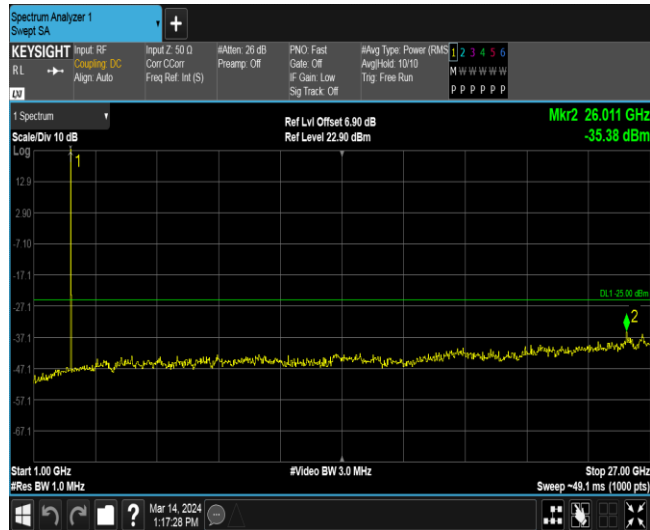 Spectrum Analyzer 1
Swept SA
+
KEYSIGHT
RL
LXI
Input: RF
Coupling: DC
Align: Auto
Input Z: 50 Ω
Corr CCorr
Freq Ref: Int (S)
#Atten: 26 dB
Preamp: Off
PNO: Fast
Gate: Off
IF Gain: Low
Sig Track: Off
#Avg Type: Power (RMS
Avg|Hold: 10/10
Trig: Free Run
1 2 3 4 5 6
M W W W W W
P P P P P P
1 Spectrum
Scale/Div 10 dB
Ref Lvl Offset 6.90 dB
Ref Level 22.90 dBm
Mkr2 26.011 GHz
-35.38 dBm
Log
1
12.9
2.90
-7.10
-17.1
DL1 -25.00 dBm
-27.1
2
-37.1
-47.1
-57.1
-67.1
Start 1.00 GHz
#Res BW 1.0 MHz
#Video BW 3.0 MHz
Stop 27.00 GHz
Sweep ~49.1 ms (1000 pts)
?
Mar 14, 2024
1:17:28 PM